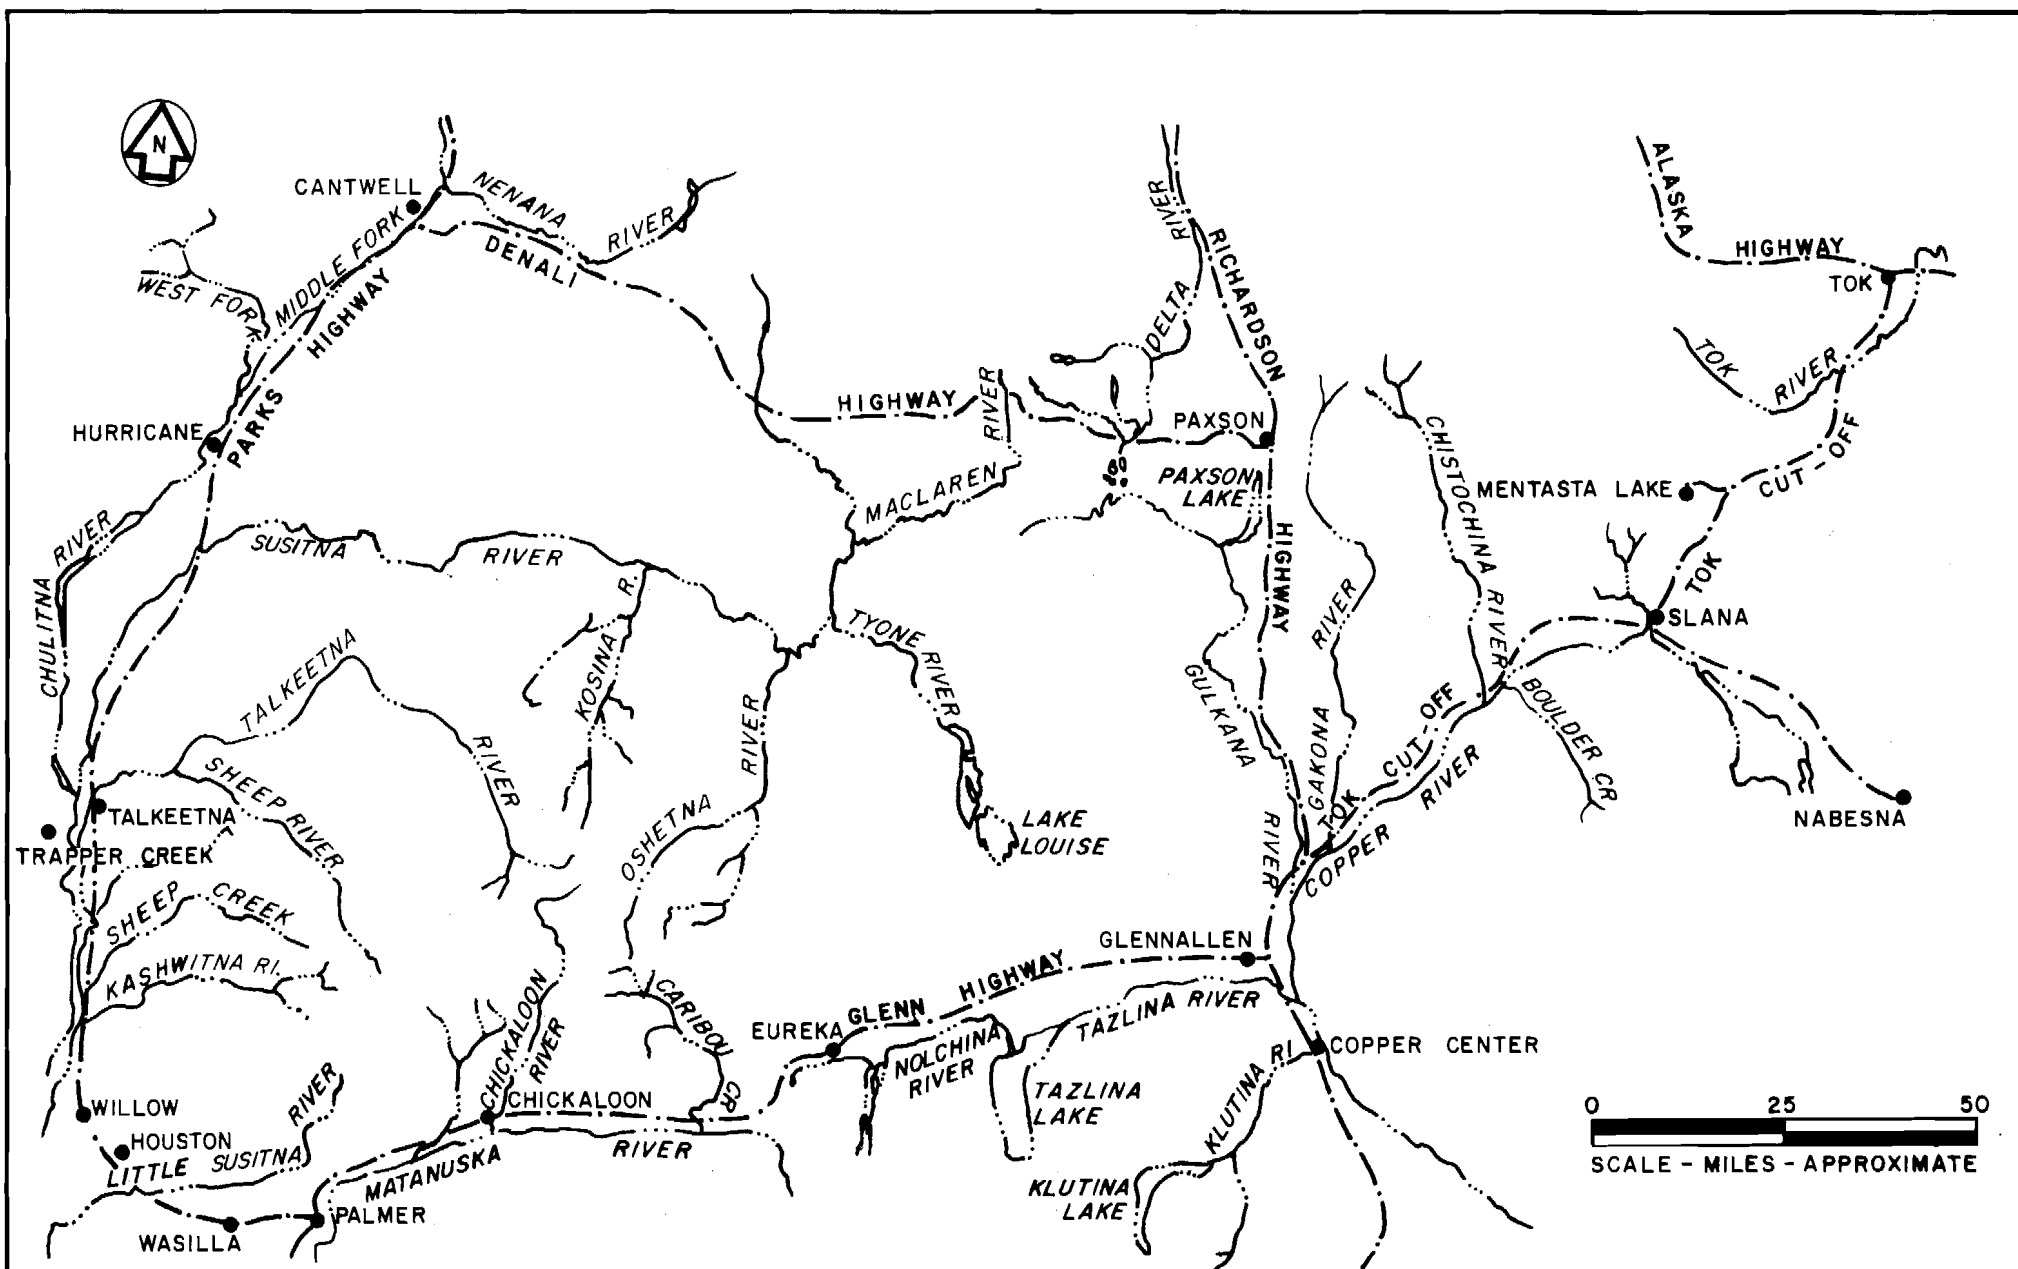 N
CANTWELL
NENANA
RIVER
DENALI
HIGHWAY
MIDDLE FORK
WEST FORK
PARKS
HIGHWAY
HURRICANE
RIVER
DELTA
RICHARDSON
HIGHWAY
ALASKA
HIGHWAY
TOK
TOK
RIVER
CUT-OFF
TOK
MENTASTA LAKE
SLANA
NABESNA
PAXSON
PAXSON
LAKE
MACLAREN
RIVER
CHISTOCHINA RIVER
CHULITNA
RIVER
SUSITNA
RIVER
KOSINA
R.
TYONE RIVER
GULKANA
RIVER
GAKONA
RIVER
TOK
CUT-OFF
COPPER
RIVER
BOULDER CR
TALKEETNA
RIVER
SHEEP RIVER
TALKEETNA
TRAPPER CREEK
SHEEP CREEK
KASHWITNA RI.
OSHETNA
RIVER
LAKE
LOUISE
GLENNALLEN
GLENN
HIGHWAY
EUREKA
NOLCHINA
RIVER
TAZLINA RIVER
TAZLINA
LAKE
COPPER CENTER
KLUTINA RI
KLUTINA
LAKE
CHICKALOON
RIVER
CARIBOU
CR
CHICKALOON
MATANUSKA
RIVER
WILLOW
HOUSTON
LITTLE SUSITNA
RIVER
PALMER
WASILLA
0 25 50
SCALE - MILES - APPROXIMATE